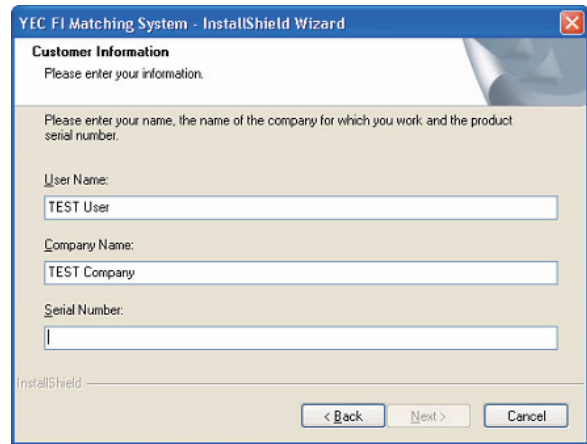 YEC FI Matching System - InstallShield Wizard
Customer Information
Please enter your information.
Please enter your name, the name of the company for which you work and the product
serial number.
User Name:
TEST User
Company Name:
TEST Company
Serial Number:
InstallShield
< Back Next > Cancel